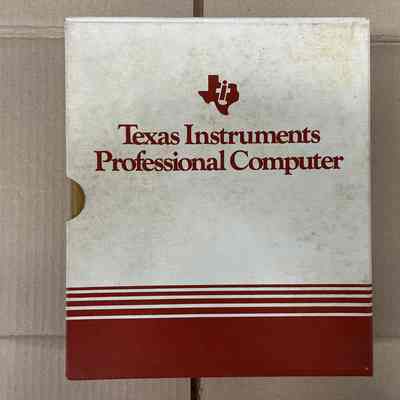 Texas Instruments
Professional Computer